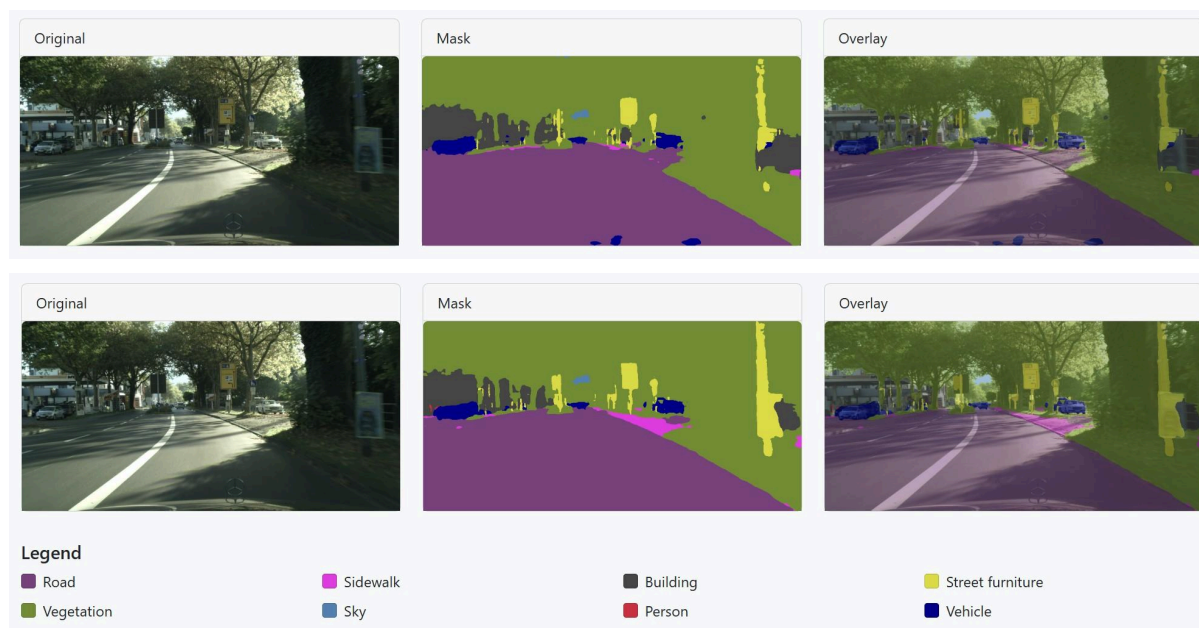 Original
Mask
Overlay
Original
Mask
Overlay
Legend
Road
Sidewalk
Building
Street furniture
Vegetation
Sky
Person
Vehicle